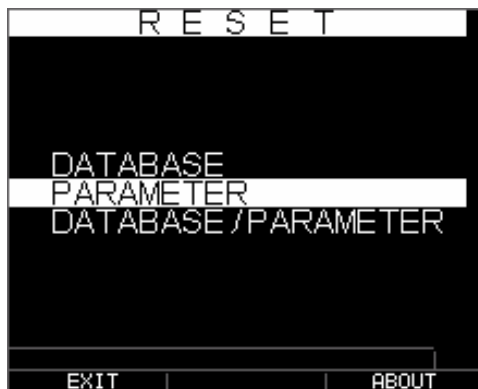 R E S E T
DATABASE
PARAMETER
DATABASE/PARAMETER
EXIT ABOUT